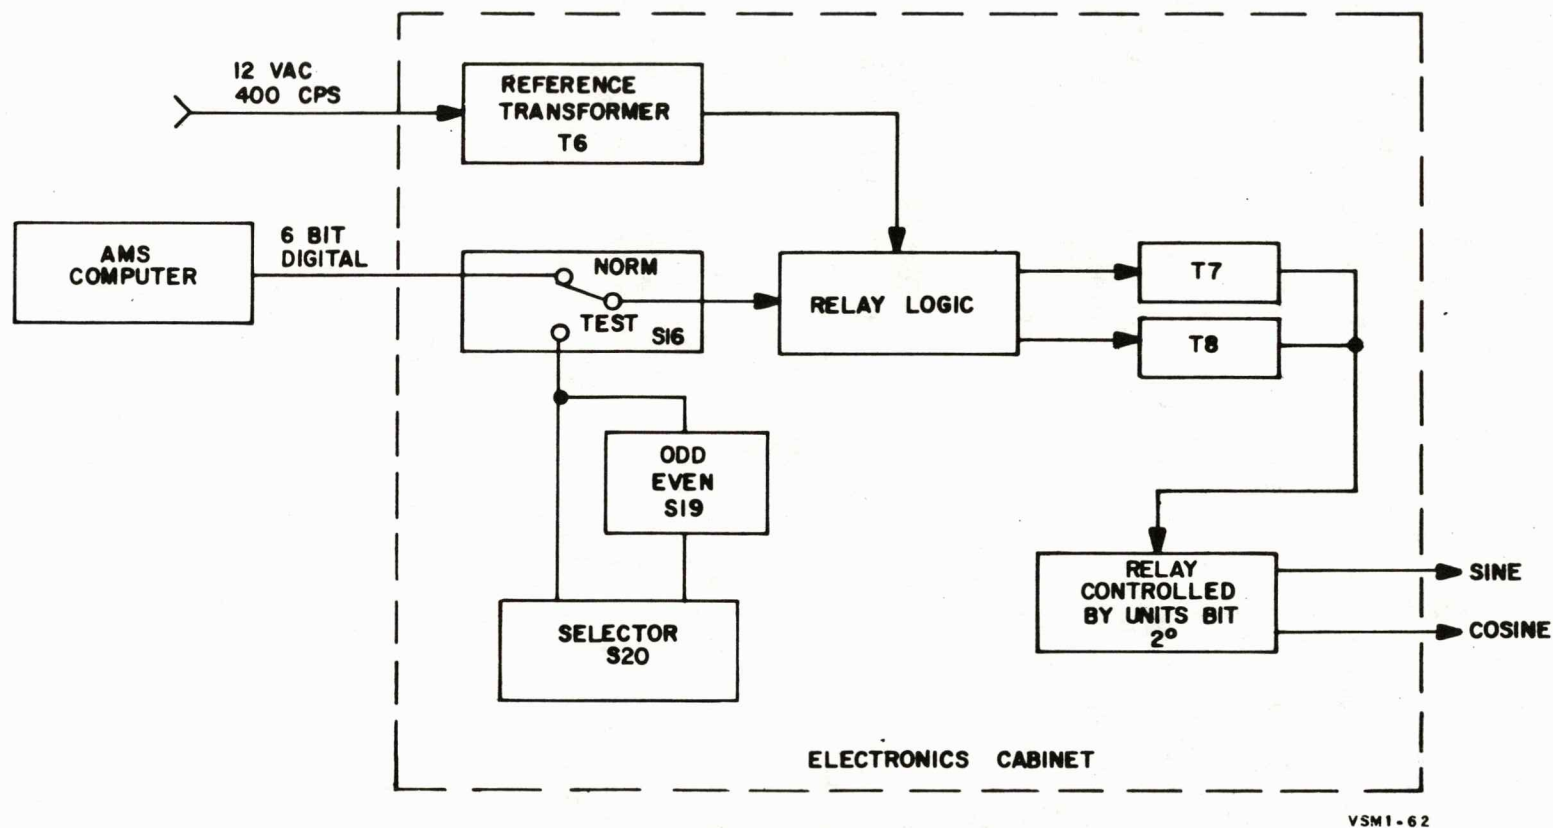 12 VAC
400 CPS
REFERENCE
TRANSFORMER
T6
AMS
COMPUTER
6 BIT
DIGITAL
NORM
TEST
S16
RELAY LOGIC
T7
T8
ODD
EVEN
S19
SELECTOR
S20
RELAY
CONTROLLED
BY UNITS BIT
2°
SINE
COSINE
ELECTRONICS CABINET
VSM1-62